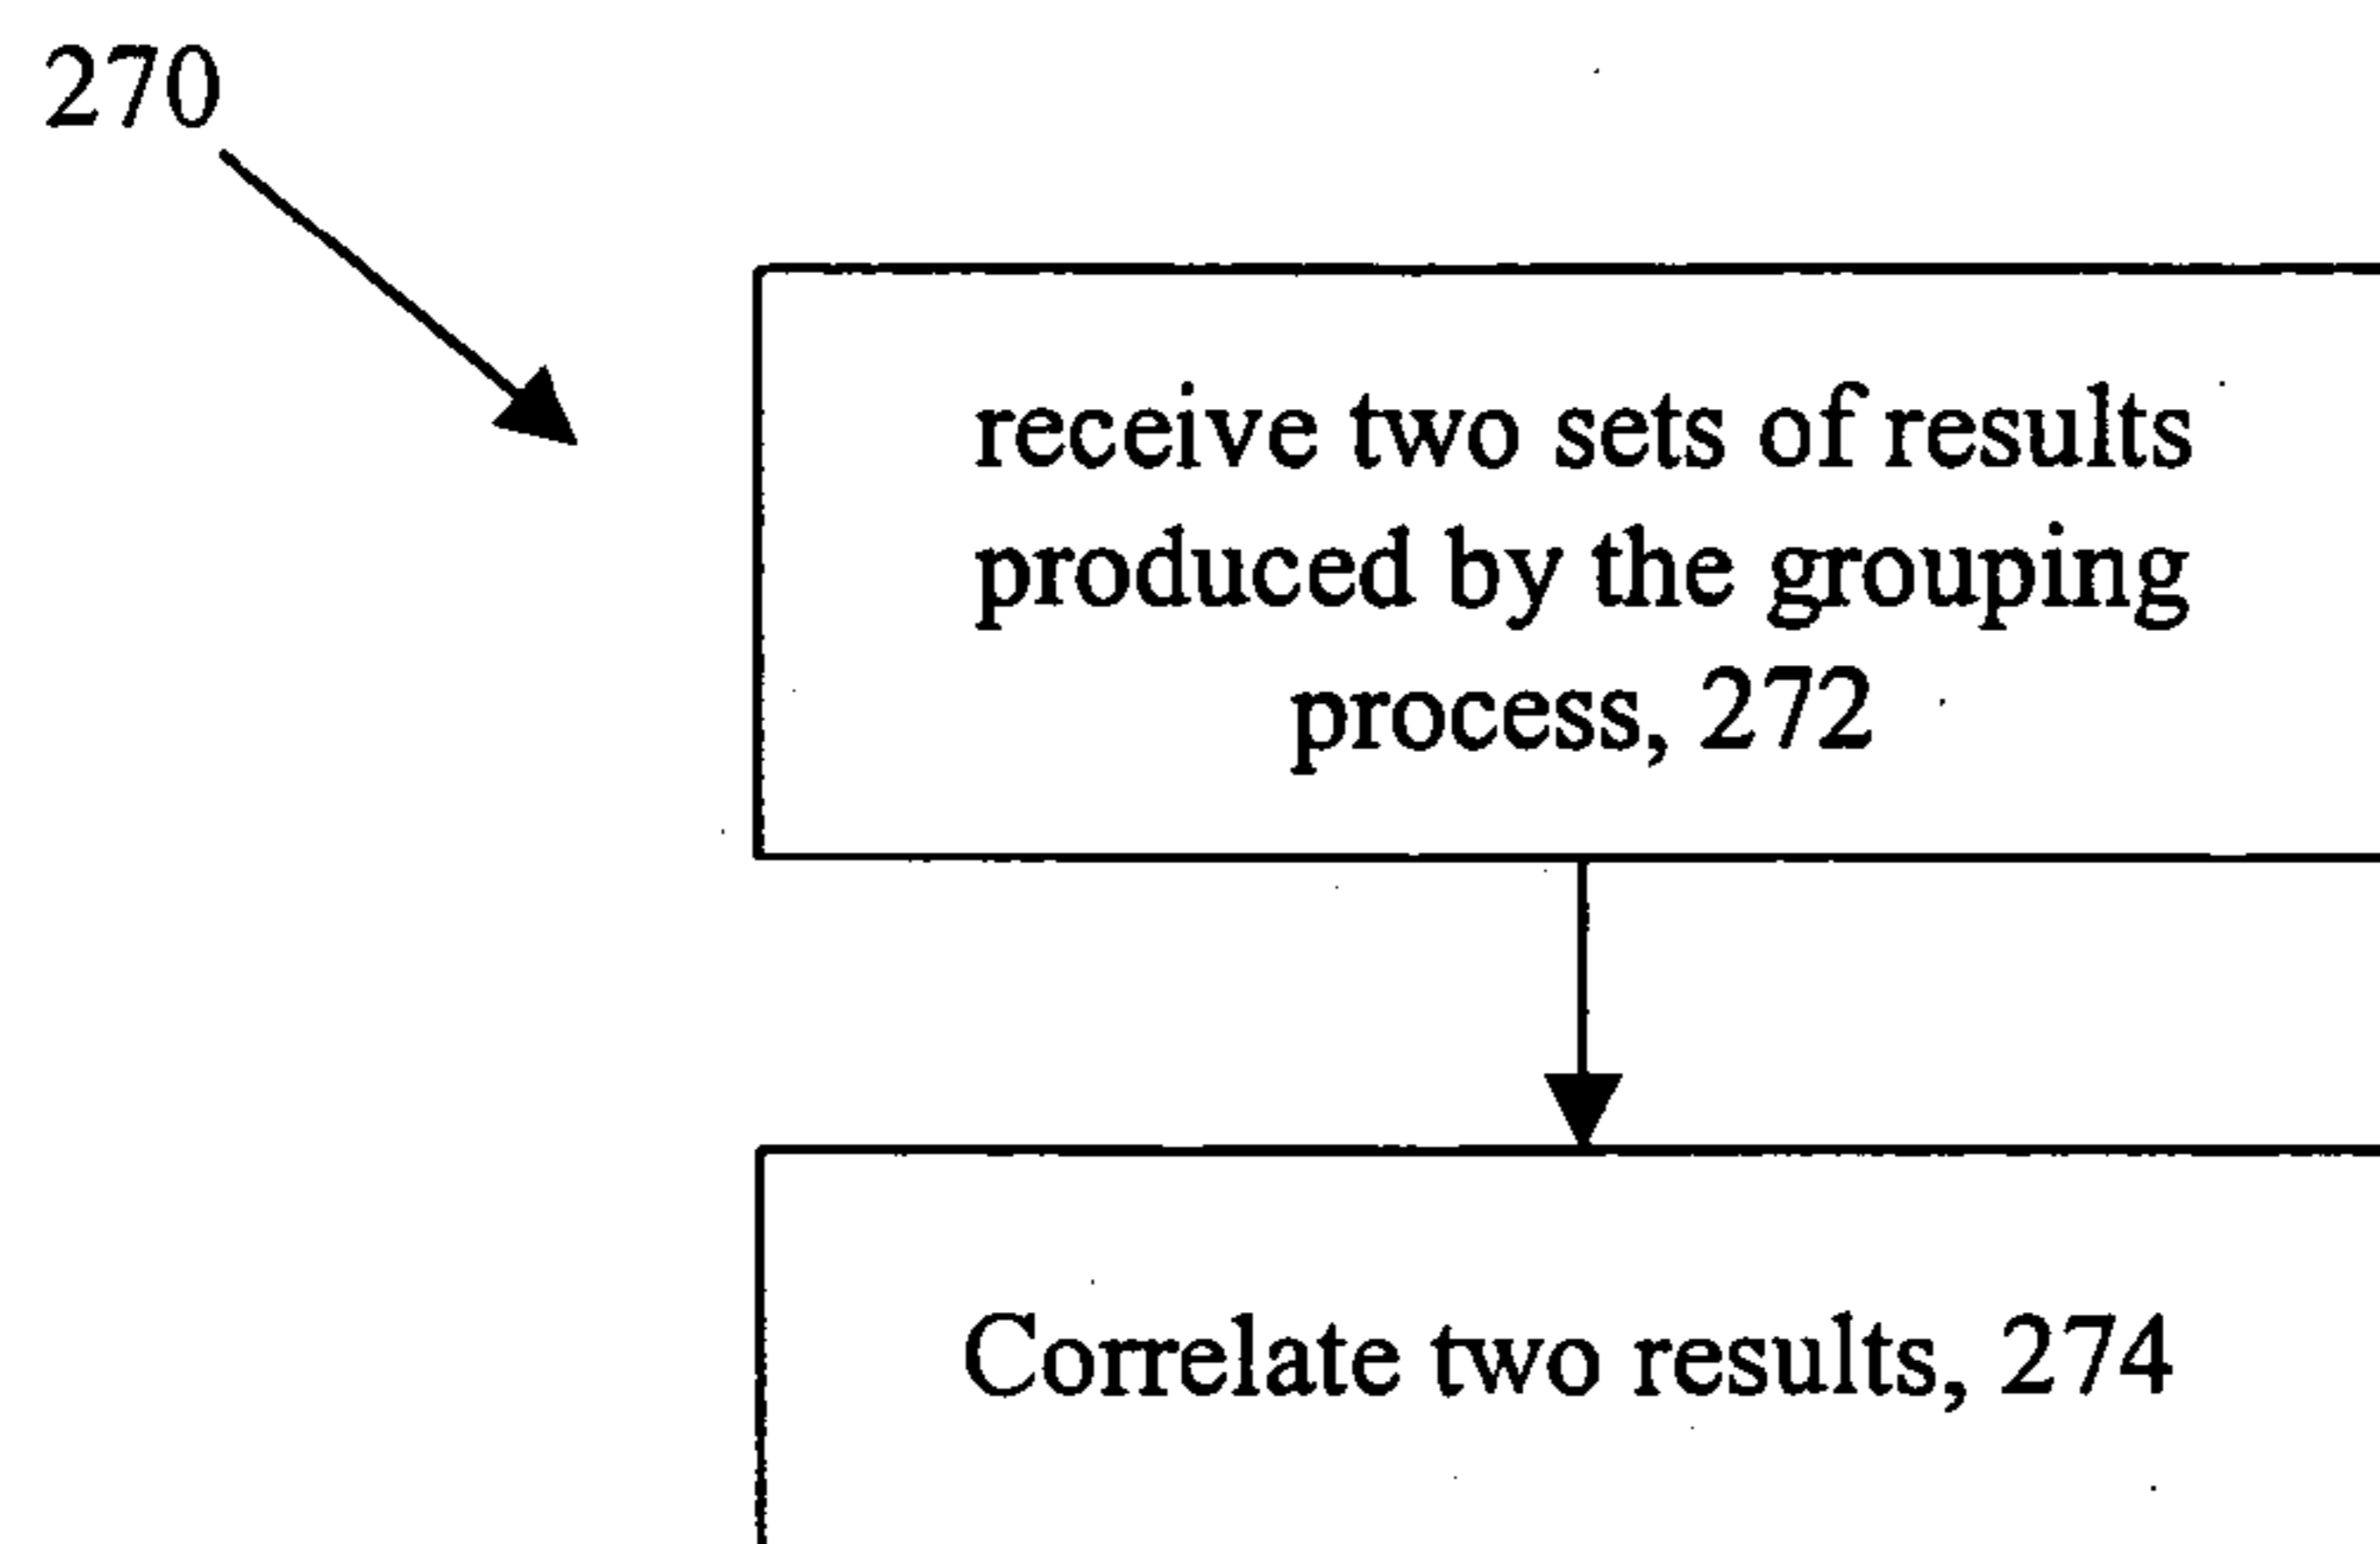 270
receive two sets of results
produced by the grouping
process, 272
Correlate two results, 274